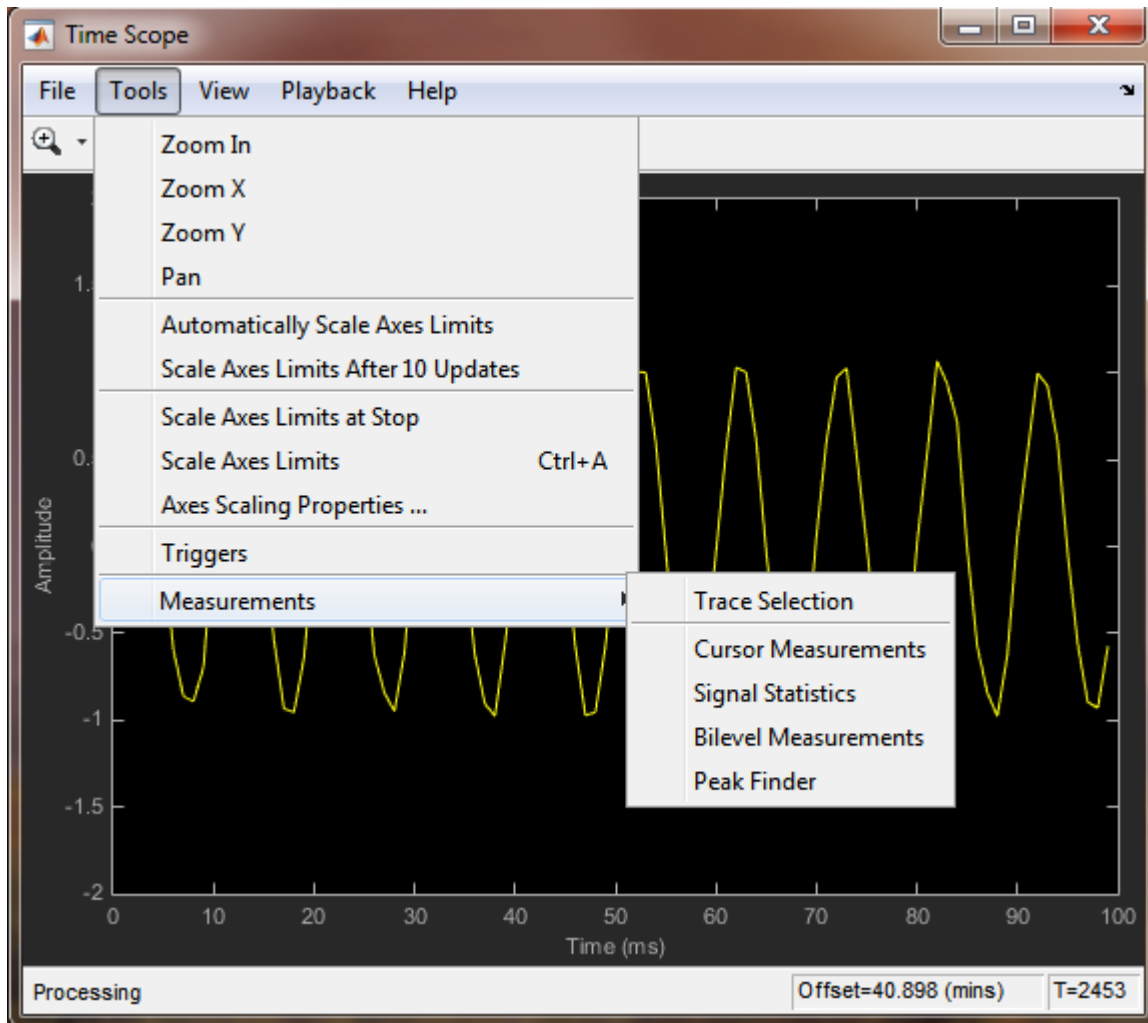 Time Scope
File Tools View Playback Help
Zoom In
Zoom X
Zoom Y
Pan
Automatically Scale Axes Limits
Scale Axes Limits After 10 Updates
Scale Axes Limits at Stop
Scale Axes Limits Ctrl+A
Axes Scaling Properties ...
Triggers
Measurements
Trace Selection
Cursor Measurements
Signal Statistics
Bilevel Measurements
Peak Finder
Amplitude
-0.5
-1
-1.5
-2
0 10 20 30 40 50 60 70 80 90 100
Time (ms)
Processing Offset=40.898 (mins) T=2453